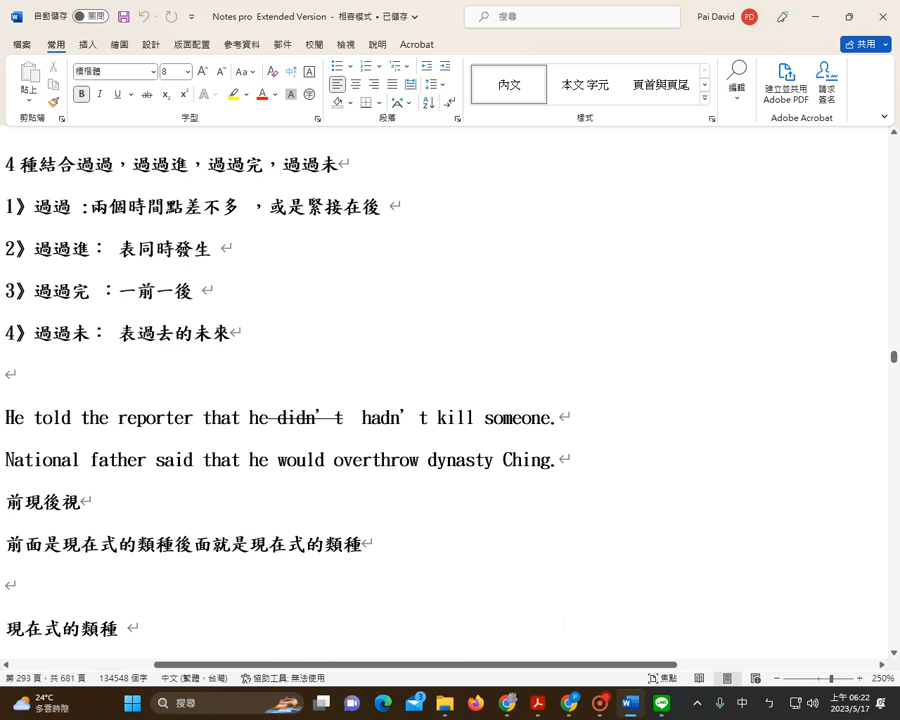 自動儲存 關閉 Notes pro Extended Version - 相容模式 • 已儲存 搜尋 Pai David PD
檔案 常用 插入 繪圖 設計 版面配置 參考資料 郵件 校閱 檢視 說明 Acrobat 共用
貼上 標楷體 8 A A Aa A A 內文 本文 字元 頁首與頁尾 編輯 建立並共用 Adobe PDF 請求簽名
B I U ab x₂ x² A A A 字
剪貼簿 字型 段落 樣式 Adobe Acrobat
4 種結合過過，過過進，過過完，過過未
1》過過 :兩個時間點差不多 ，或是緊接在後
2》過過進： 表同時發生
3》過過完 ：一前一後
4》過過未： 表過去的未來
He told the reporter that he didn't hadn't kill someone.
National father said that he would overthrow dynasty Ching.
前現後視
前面是現在式的類種後面就是現在式的類種
現在式的類種
第 293 頁，共 681 頁 134548 個字 中文 (繁體，台灣) 協助工具: 無法使用 焦點 250%
24°C
多雲時陰
搜尋 3 中 上午 06:22
2023/5/17